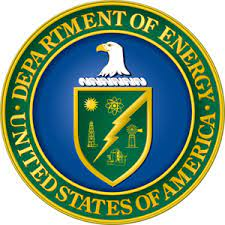 · DEPARTMENT OF ENERGY ·
UNITED STATES OF AMERICA